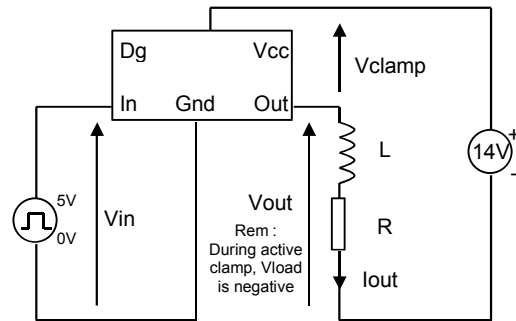 Dg Vcc
In Gnd Out
Vclamp
L
14V
+
−
5V
0V
Vin
Vout
Rem :
During active
clamp, Vload
is negative
R
Iout